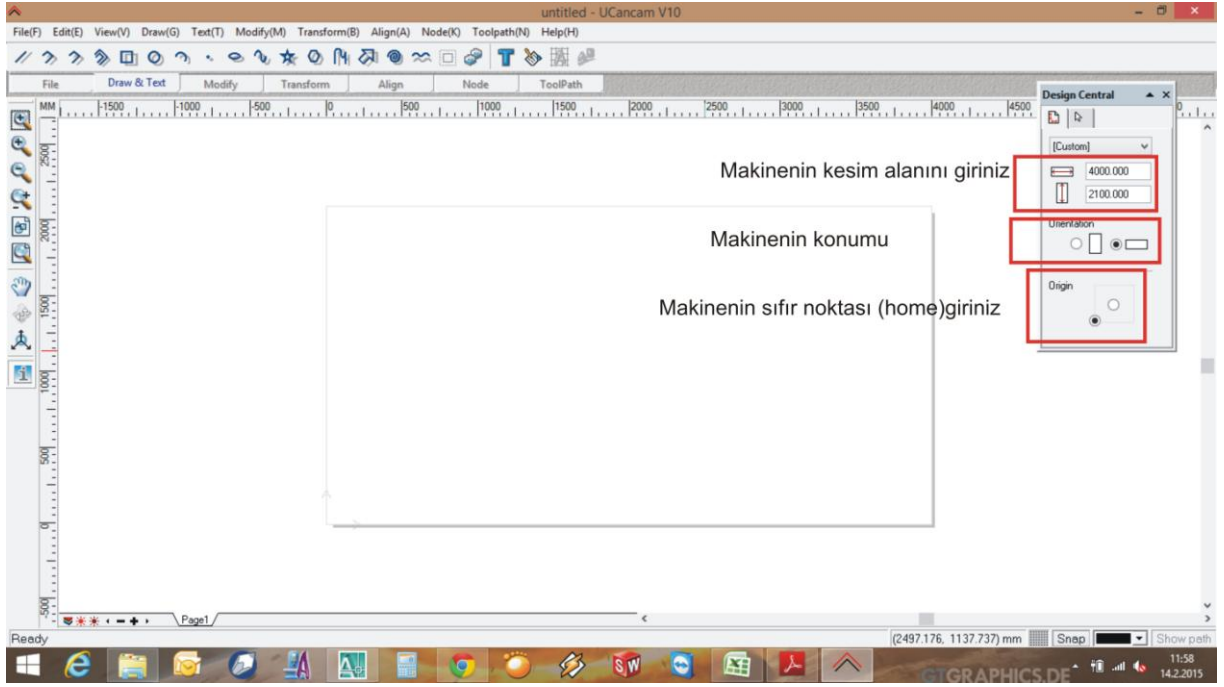 untitled - UCancam V10
File(F) Edit(E) View(V) Draw(G) Text(T) Modify(M) Transform(B) Align(A) Node(K) Toolpath(N) Help(H)
File Draw & Text Modify Transform Align Node ToolPath
MM -1500 -1000 -500 0 500 1000 1500 2000 2500 3000 3500 4000 4500 0
2500
2000
1500
1000
500
0
-500
Design Central
[Custom]
Makinenin kesim alanını giriniz
4000.000
2100.000
Makinenin konumu
Orientation
Makinenin sıfır noktası (home)giriniz
Origin
Page1
Ready (2497.176, 1137.737) mm Snap Show path
SW
GTGRAPHICS.DE
11:58
14.2.2015